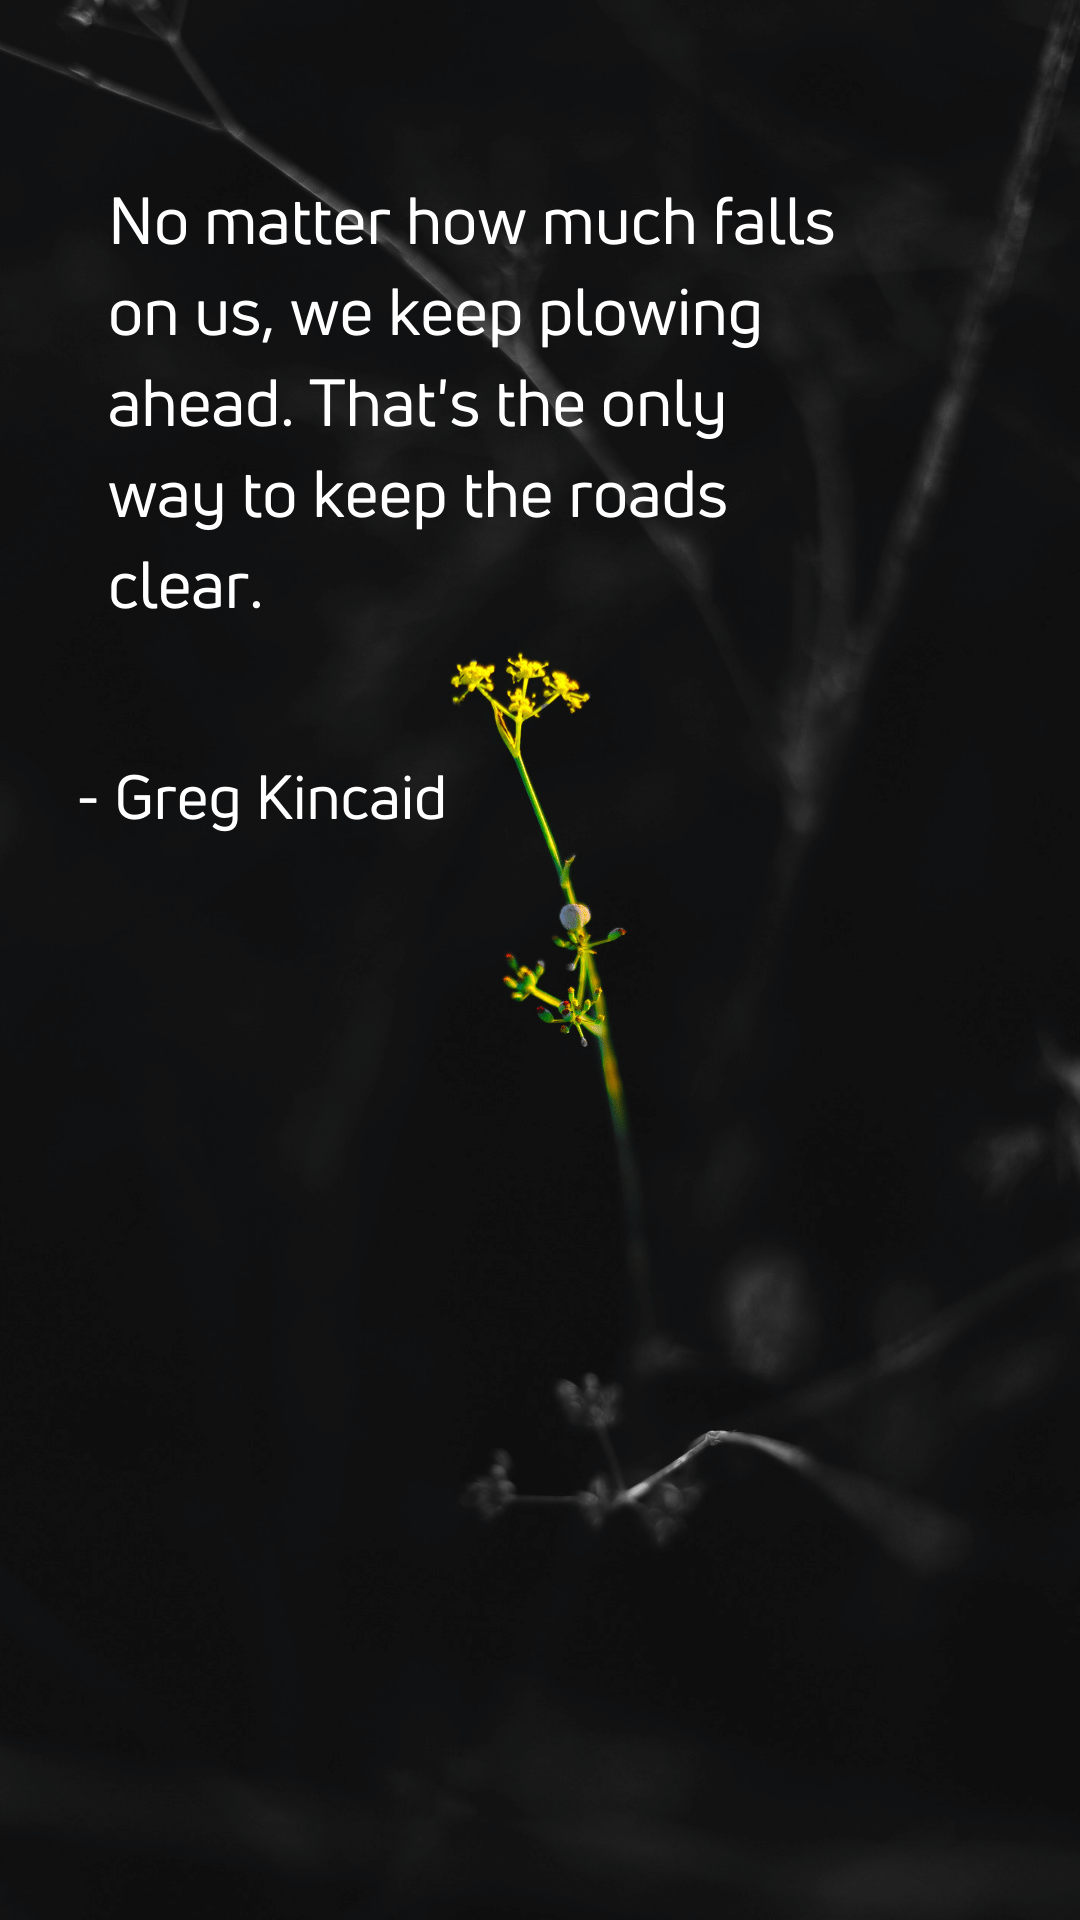 No matter how much falls
on us, we keep plowing
ahead. That's the only
way to keep the roads
clear.
- Greg Kincaid